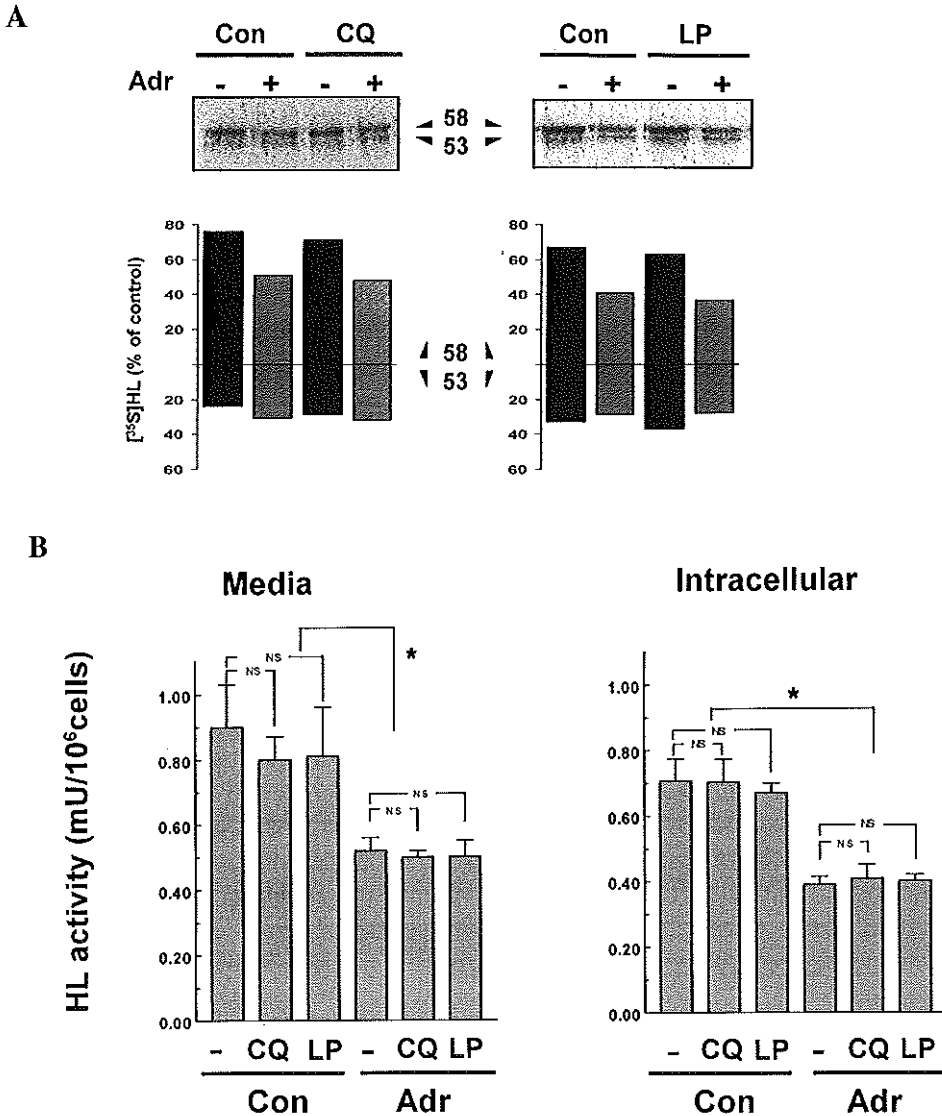 A
Con CQ Con LP
Adr - + - + - + - +
58
53
80 80
60 60
40 40
20 20
58
53
20 20
40 40
60 60
[³⁵S]HL (% of control)
B
Media Intracellular
HL activity (mU/10⁶cells)
*
NS
NS
NS
NS
1.00
0.80
0.60
0.40
0.20
0.00
- CQ LP - CQ LP
Con Adr
*
NS
NS
NS
NS
1.00
0.80
0.60
0.40
0.20
0.00
- CQ LP - CQ LP
Con Adr